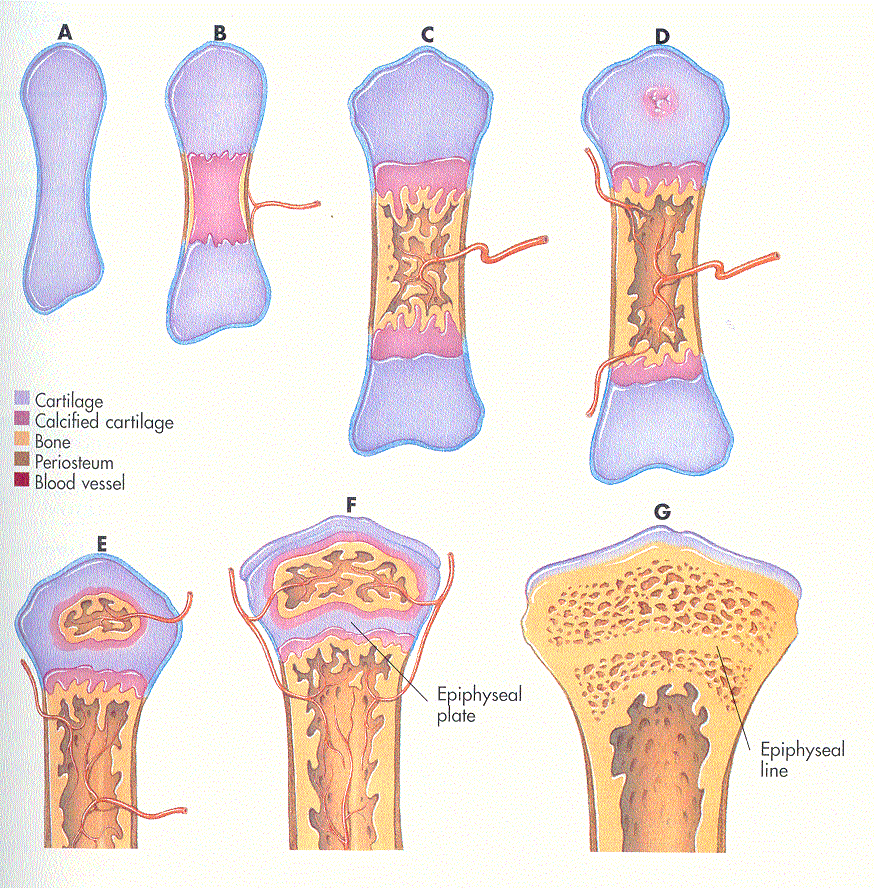 A
B
C
D
Cartilage
Calcified cartilage
Bone
Periosteum
Blood vessel
E
F
G
Epiphyseal
plate
Epiphyseal
line